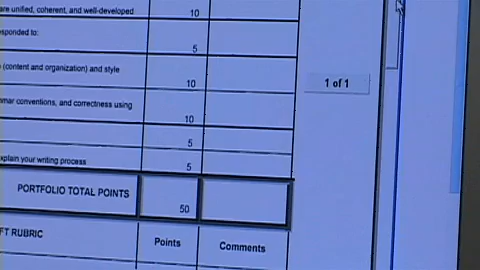 are unified, coherent, and well-developed 10
sponded to: 5
(content and organization) and style 10
1 of 1
mar conventions, and correctness using 10
5
xplain your writing process 5
PORTFOLIO TOTAL POINTS 50
FT RUBRIC Points Comments